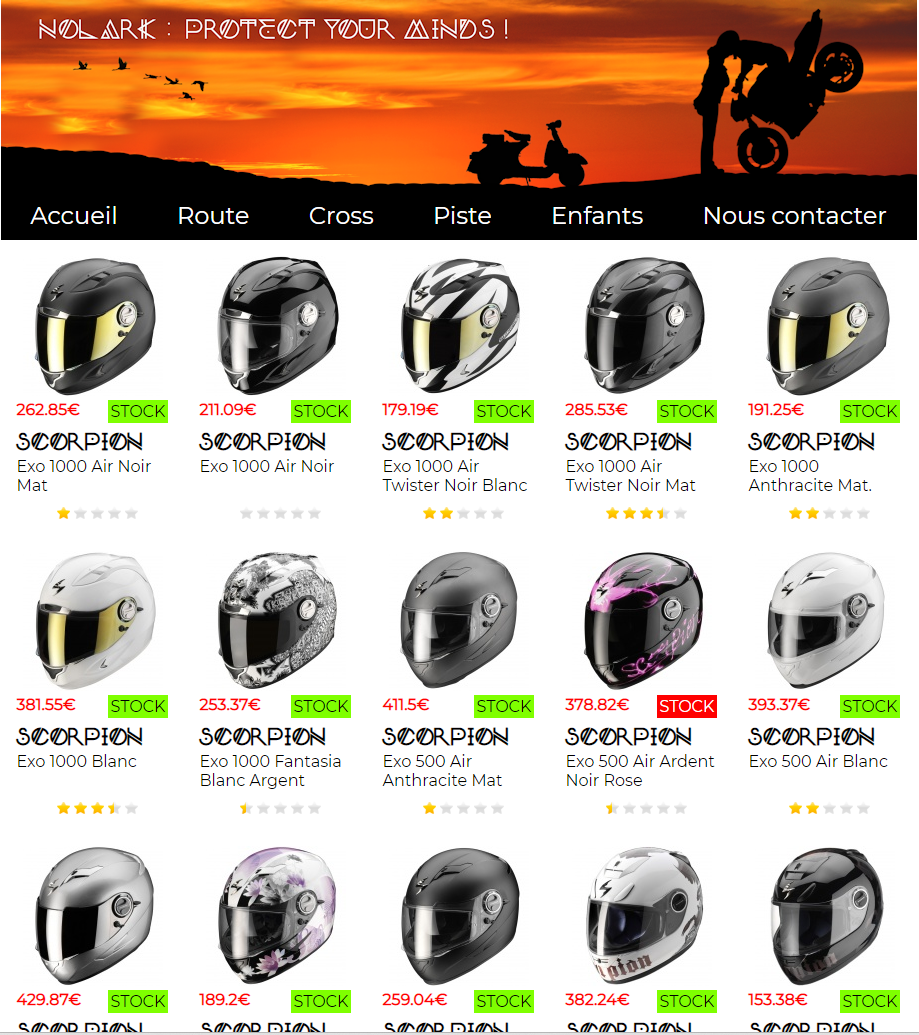 NOLARK : PROTECT YOUR MINDS !
Accueil Route Cross Piste Enfants Nous contacter
262.85€ STOCK 211.09€ STOCK 179.19€ STOCK 285.53€ STOCK 191.25€ STOCK
SCORPION SCORPION SCORPION SCORPION SCORPION
Exo 1000 Air Noir Exo 1000 Air Noir Exo 1000 Air Exo 1000 Air Exo 1000
Mat Twister Noir Blanc Twister Noir Mat Anthracite Mat.
scorpion
381.55€ STOCK 253.37€ STOCK 411.5€ STOCK 378.82€ STOCK 393.37€ STOCK
SCORPION SCORPION SCORPION SCORPION SCORPION
Exo 1000 Blanc Exo 1000 Fantasia Exo 500 Air Exo 500 Air Ardent Exo 500 Air Blanc
Blanc Argent Anthracite Mat Noir Rose
429.87€ STOCK 189.2€ STOCK 259.04€ STOCK 382.24€ STOCK 153.38€ STOCK
SCORPION SCORPION SCORPION SCORPION SCORPION